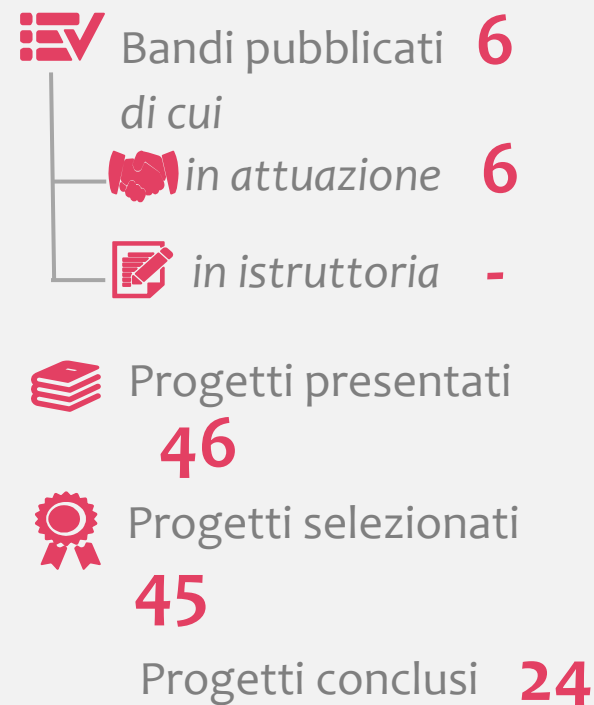 Bandi pubblicati 6
di cui
in attuazione 6
in istruttoria -
Progetti presentati
46
Progetti selezionati
45
Progetti conclusi 24